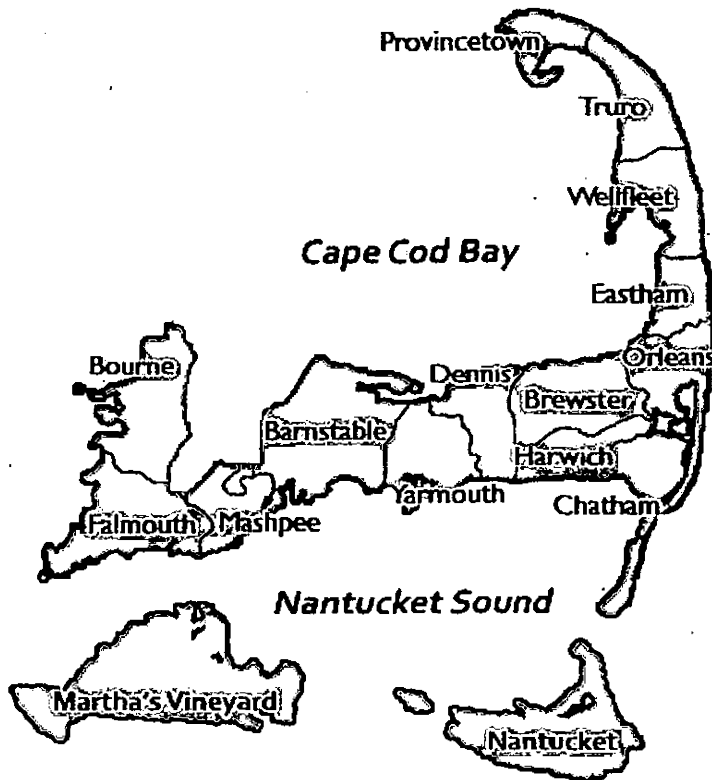 Provincetown
Truro
Wellfleet
Cape Cod Bay
Eastham
Orleans
Bourne
Dennis
Brewster
Barnstable
Harwich
Yarmouth
Chatham
Falmouth
Mashpee
Nantucket Sound
Martha's Vineyard
Nantucket